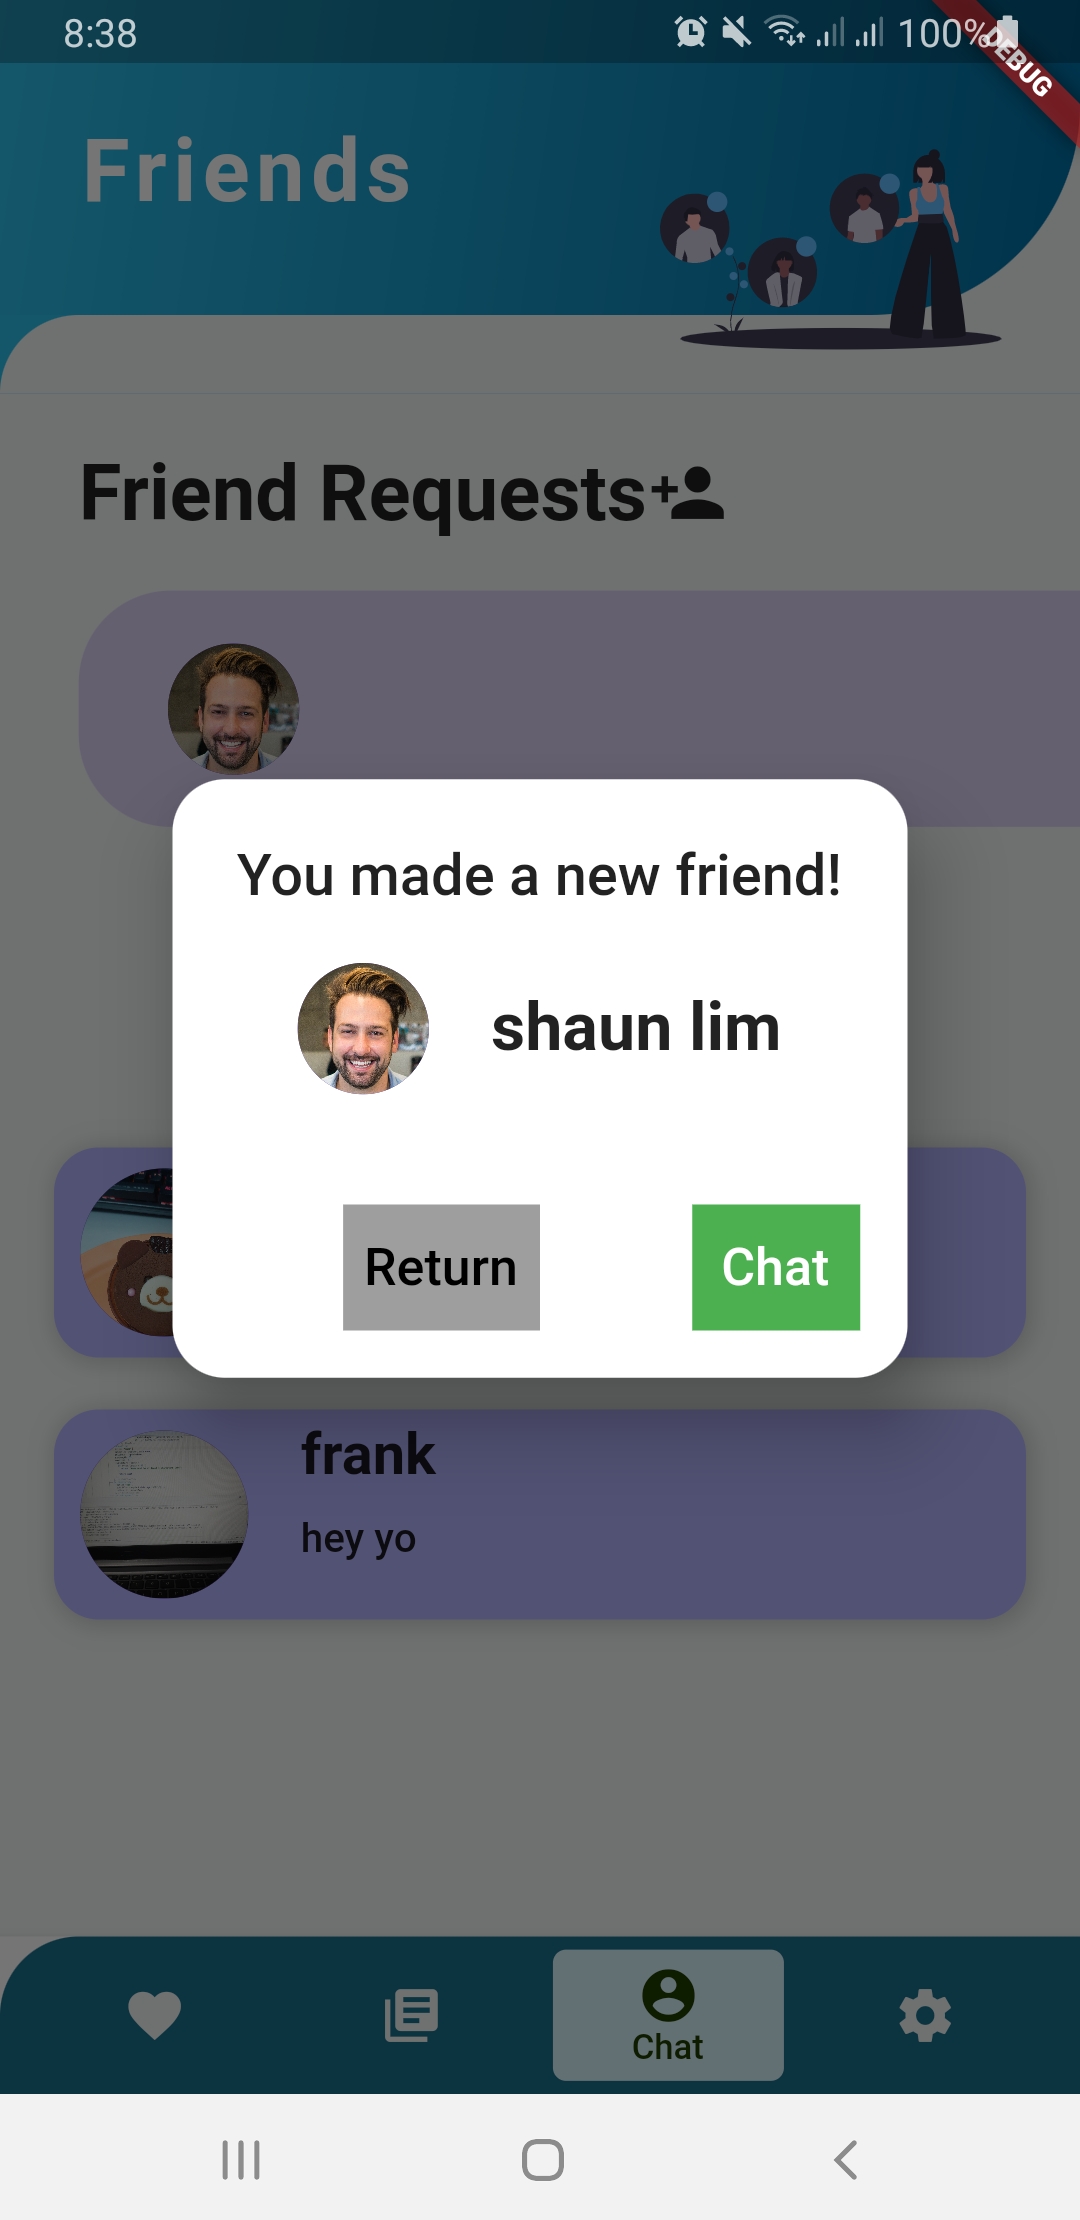 8:38
100%
DEBUG
Friends
Friend Requests
You made a new friend!
shaun lim
Return
Chat
frank
hey yo
Chat